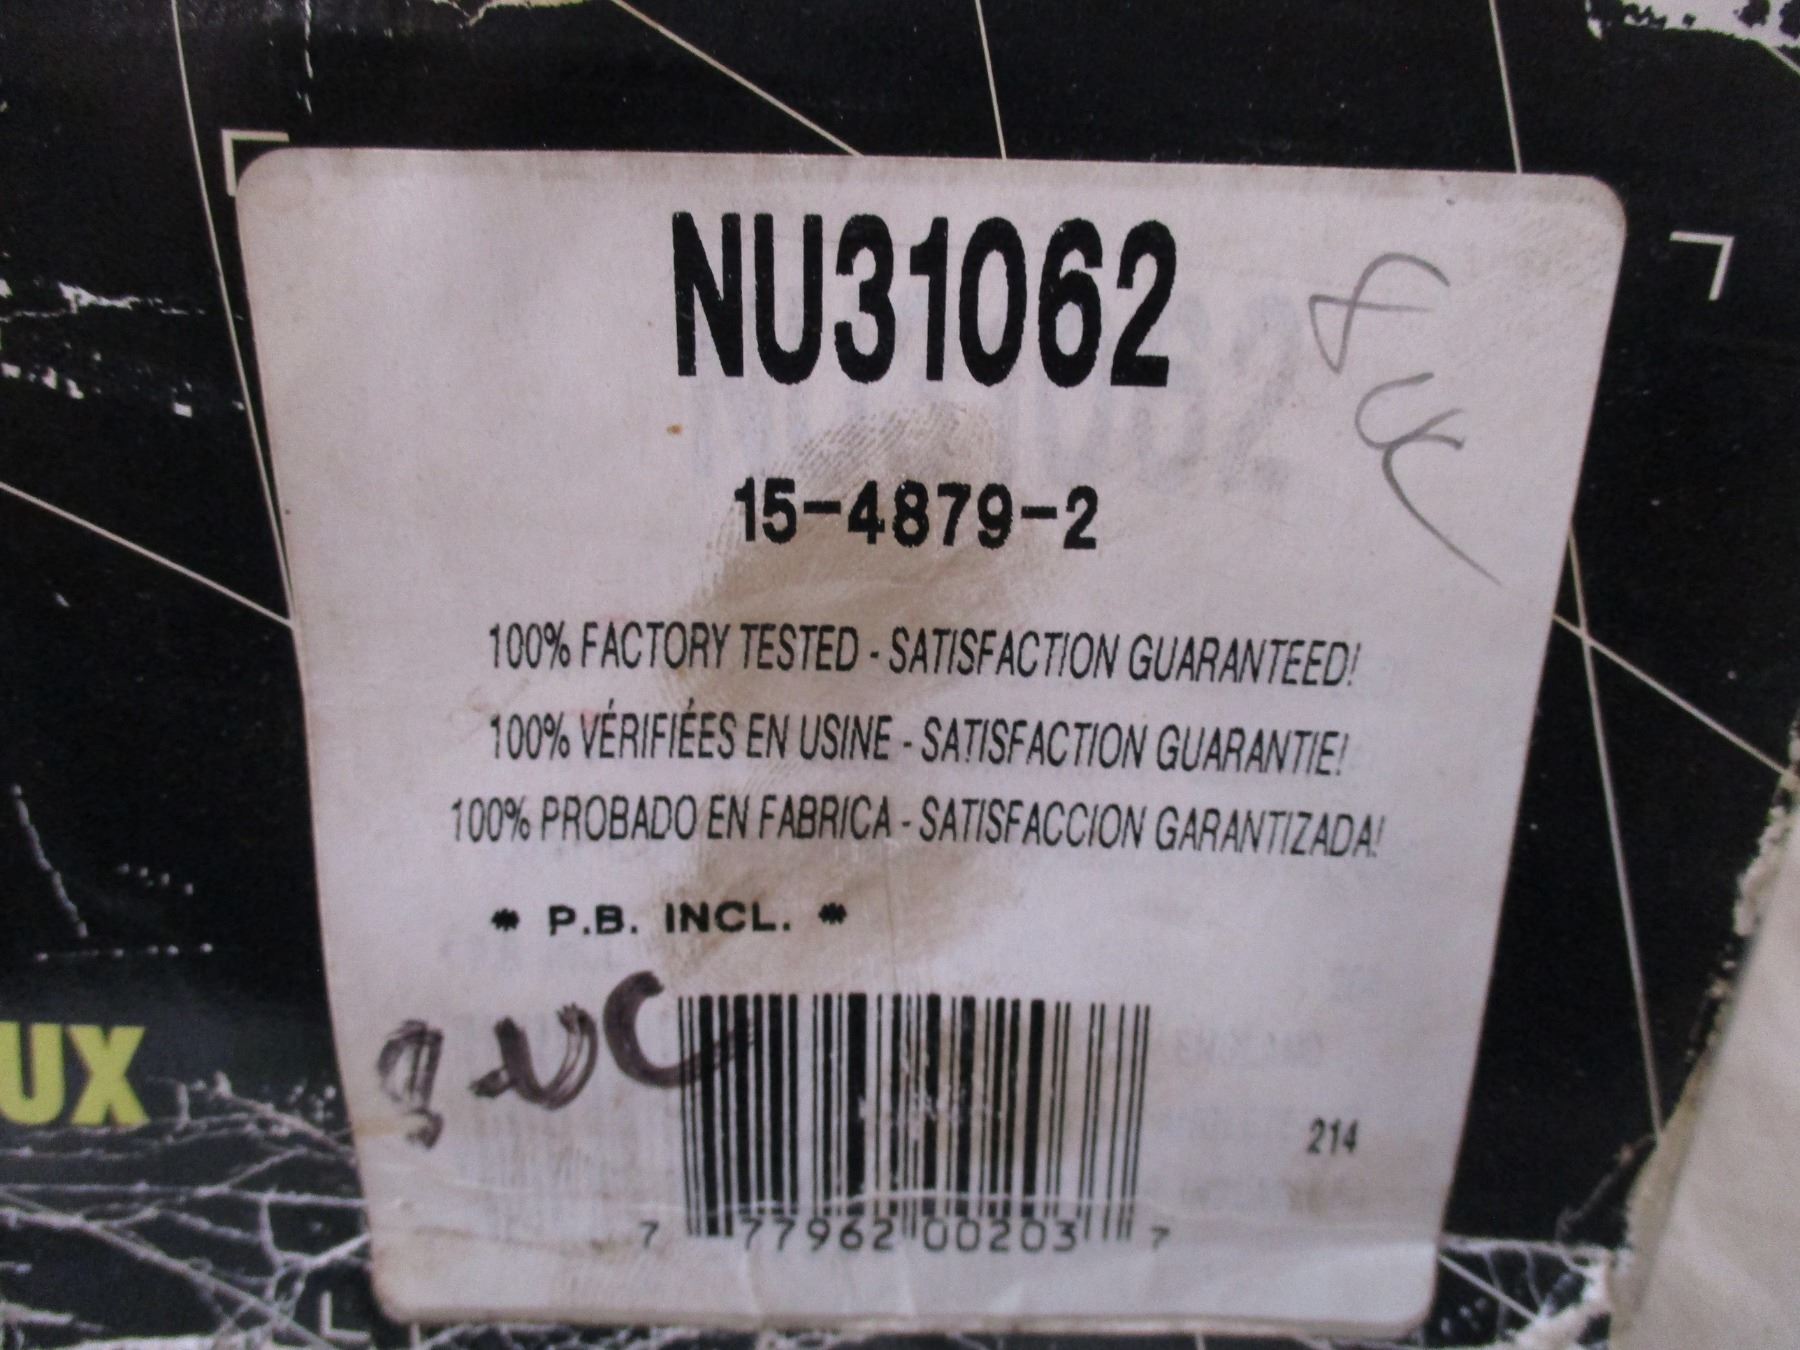 NU31062
15-4879-2
100% FACTORY TESTED - SATISFACTION GUARANTEED!
100% VÉRIFIÉES EN USINE - SATISFACTION GUARANTIE!
100% PROBADO EN FABRICA - SATISFACCION GARANTIZADA!
* P.B. INCL. *
UX
214
7 77962 00203 7